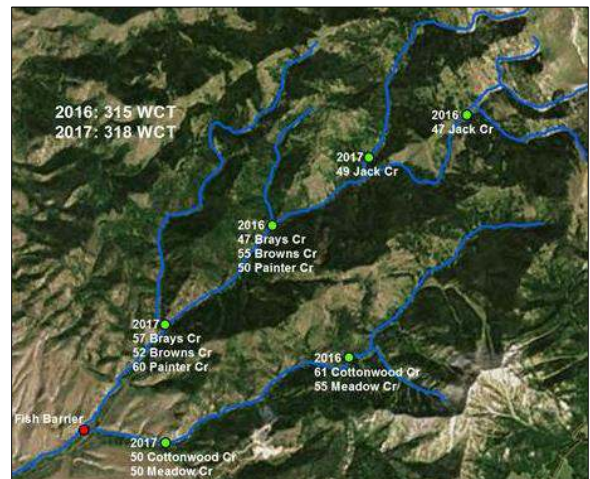 2016: 315 WCT
2017: 318 WCT
2016
47 Jack Cr
2017
49 Jack Cr
2016
47 Brays Cr
55 Browns Cr
50 Painter Cr
2017
57 Brays Cr
52 Browns Cr
60 Painter Cr
2016
61 Cottonwood Cr
55 Meadow Cr
Fish Barrier
2017
50 Cottonwood Cr
50 Meadow Cr